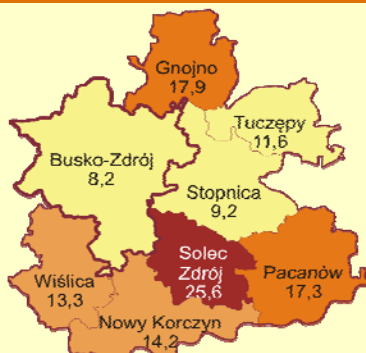 Gnojno
17,9
Tuczępy
11,6
Busko-Zdrój
8,2
Stopnica
9,2
Solec
Zdrój
25,6
Pacanów
17,3
Wiślica
13,3
Nowy Korczyn
14,2